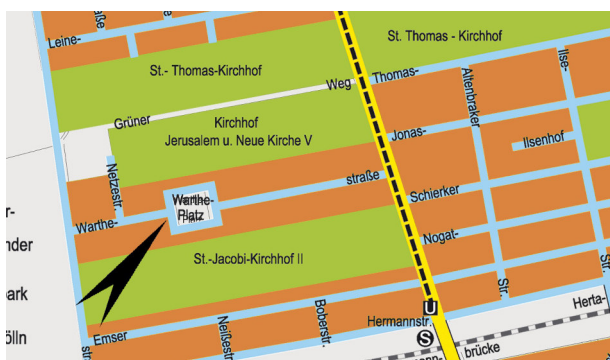 Leine-
St.- Thomas-Kirchhof
St. Thomas - Kirchhof
Grüner
Weg
Thomas-
Altenbraker
Ilse-
Kirchhof
Jerusalem u. Neue Kirche V
Jonas-
Ilsenhof
Netzestr.
Warthe-
Platz
straße
Schierker
Warthe-
Nogat-
St.-Jacobi-Kirchhof II
Str.
Str.
Emser
Neißestr.
Boberstr.
U
Hermannstr.
S
Herta-
brücke
r-
nder
park
ölln